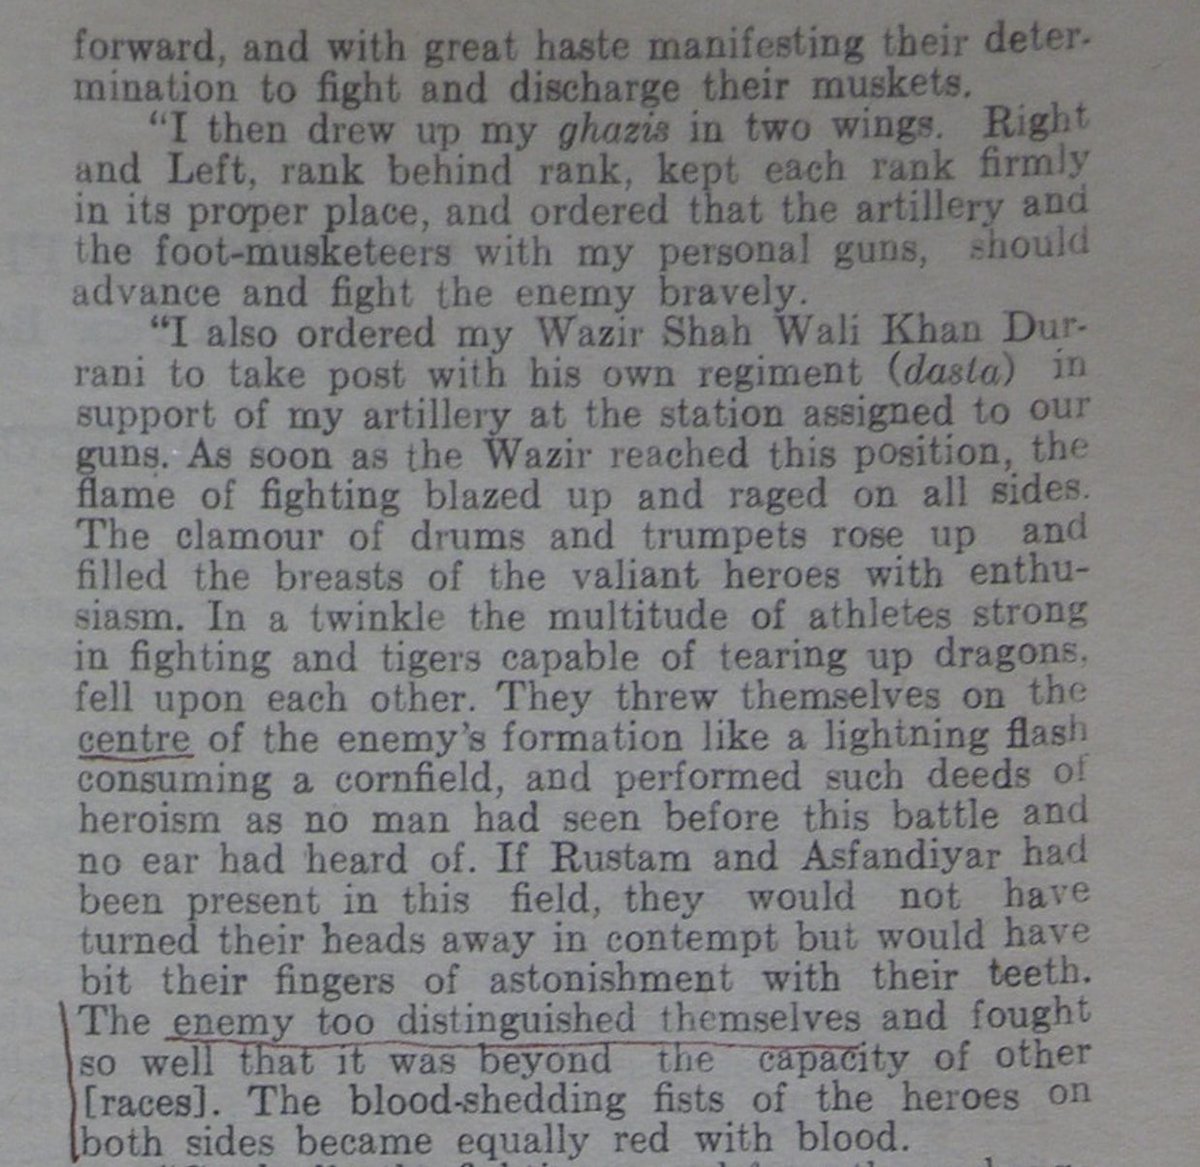 forward, and with great haste manifesting their deter-
mination to fight and discharge their muskets.
"I then drew up my ghazis in two wings. Right
and Left, rank behind rank, kept each rank firmly
in its proper place, and ordered that the artillery and
the foot-musketeers with my personal guns, should
advance and fight the enemy bravely.
"I also ordered my Wazir Shah Wali Khan Dur-
rani to take post with his own regiment (dasta) in
support of my artillery at the station assigned to our
guns. As soon as the Wazir reached this position, the
flame of fighting blazed up and raged on all sides.
The clamour of drums and trumpets rose up and
filled the breasts of the valiant heroes with enthu-
siasm. In a twinkle the multitude of athletes strong
in fighting and tigers capable of tearing up dragons,
fell upon each other. They threw themselves on the
centre of the enemy's formation like a lightning flash
consuming a cornfield, and performed such deeds of
heroism as no man had seen before this battle and
no ear had heard of. If Rustam and Asfandiyar had
been present in this field, they would not have
turned their heads away in contempt but would have
bit their fingers of astonishment with their teeth.
The enemy too distinguished themselves and fought
so well that it was beyond the capacity of other
[races]. The blood-shedding fists of the heroes on
both sides became equally red with blood.